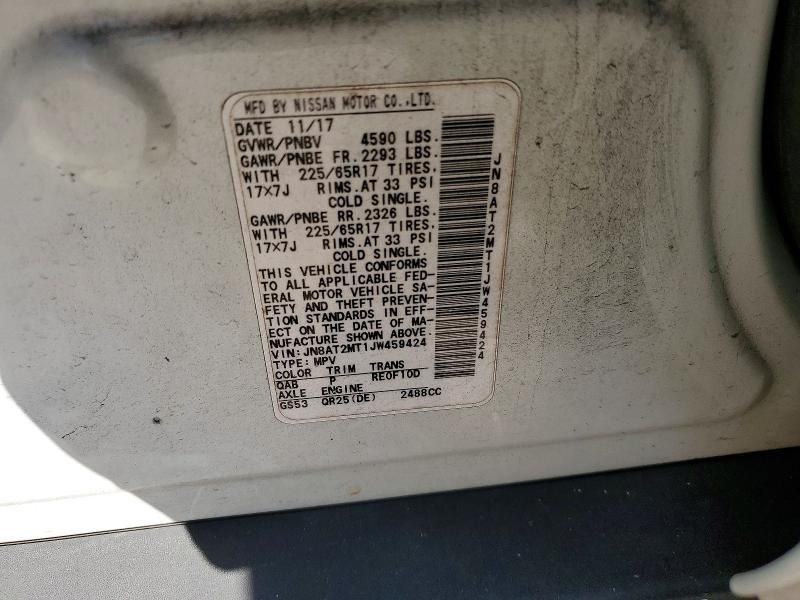 MFD BY NISSAN MOTOR CO.,LTD.
DATE 11/17
GVWR/PNBV 4590 LBS.
GAWR/PNBE FR. 2293 LBS.
WITH 225/65R17 TIRES.
17×7J RIMS.AT 33 PSI
COLD SINGLE.
GAWR/PNBE RR. 2326 LBS.
WITH 225/65R17 TIRES.
17×7J RIMS.AT 33 PSI
COLD SINGLE.
THIS VEHICLE CONFORMS
TO ALL APPLICABLE FED-
ERAL MOTOR VEHICLE SA-
FETY AND THEFT PREVEN-
TION STANDARDS IN EFF-
ECT ON THE DATE OF MA-
NUFACTURE SHOWN ABOVE.
VIN: JN8AT2MT1JW459424
TYPE: MPV
COLOR TRIM TRANS
QAB P RE0F10D
AXLE ENGINE
GS53 QR25(DE) 2488CC
JN8AT2MT1JW459424